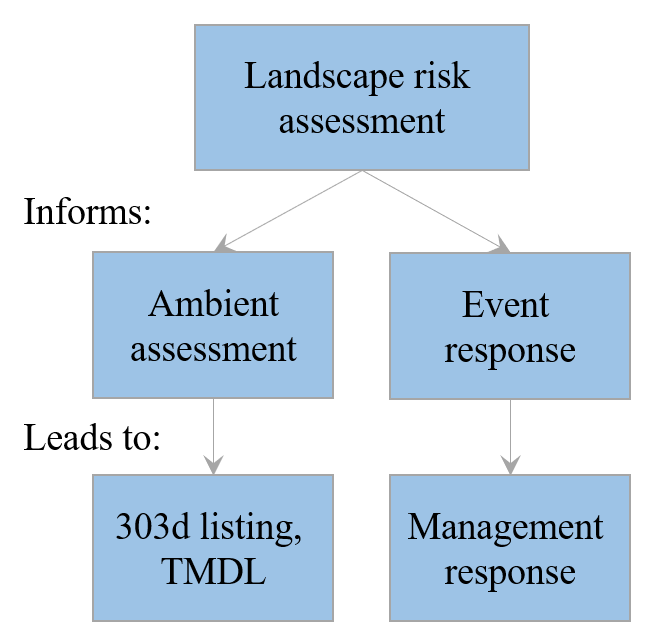 Landscape risk
assessment
Informs:
Ambient
assessment
Event
response
Leads to:
303d listing,
TMDL
Management
response